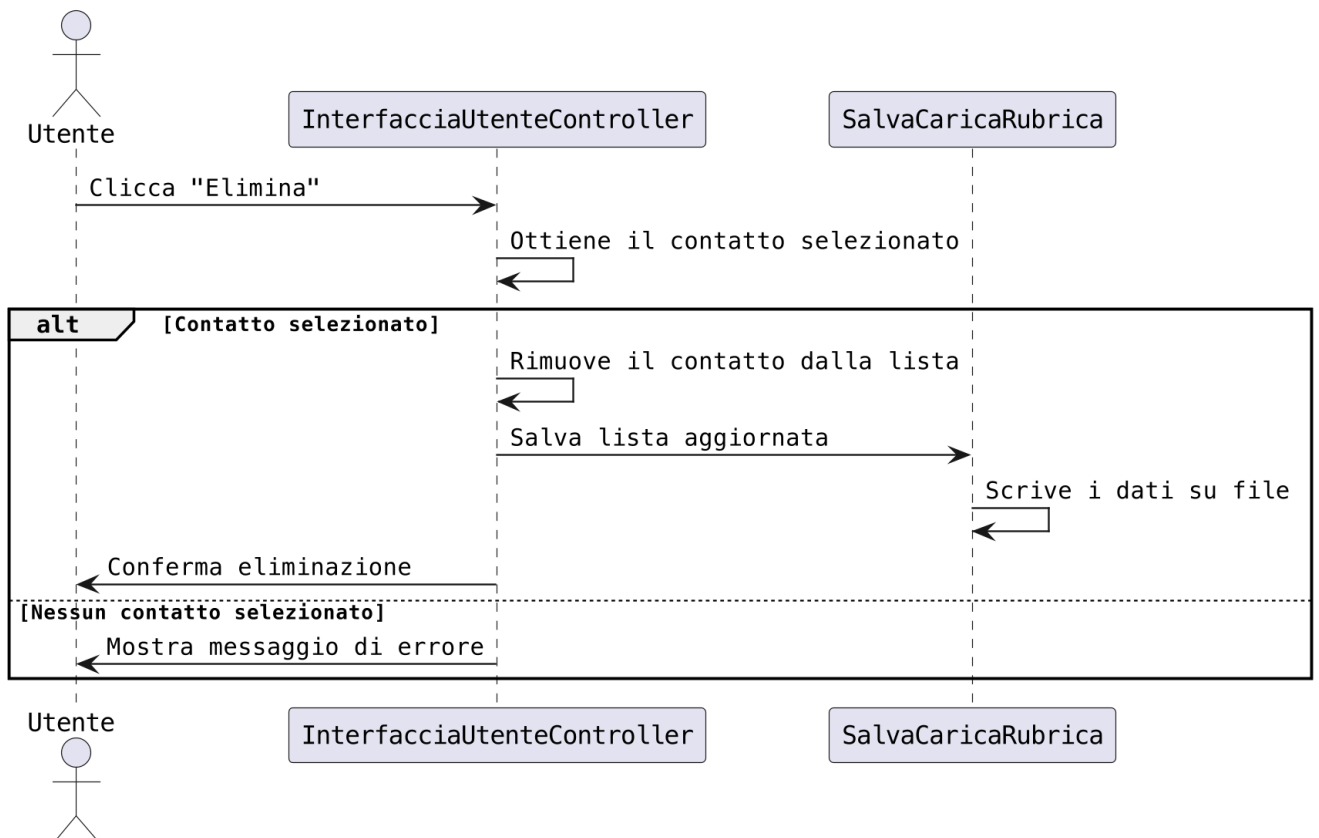 Utente
InterfacciaUtenteController
SalvaCaricaRubrica
Clicca "Elimina"
Ottiene il contatto selezionato
alt
[Contatto selezionato]
Rimuove il contatto dalla lista
Salva lista aggiornata
Scrive i dati su file
Conferma eliminazione
[Nessun contatto selezionato]
Mostra messaggio di errore
Utente
InterfacciaUtenteController
SalvaCaricaRubrica